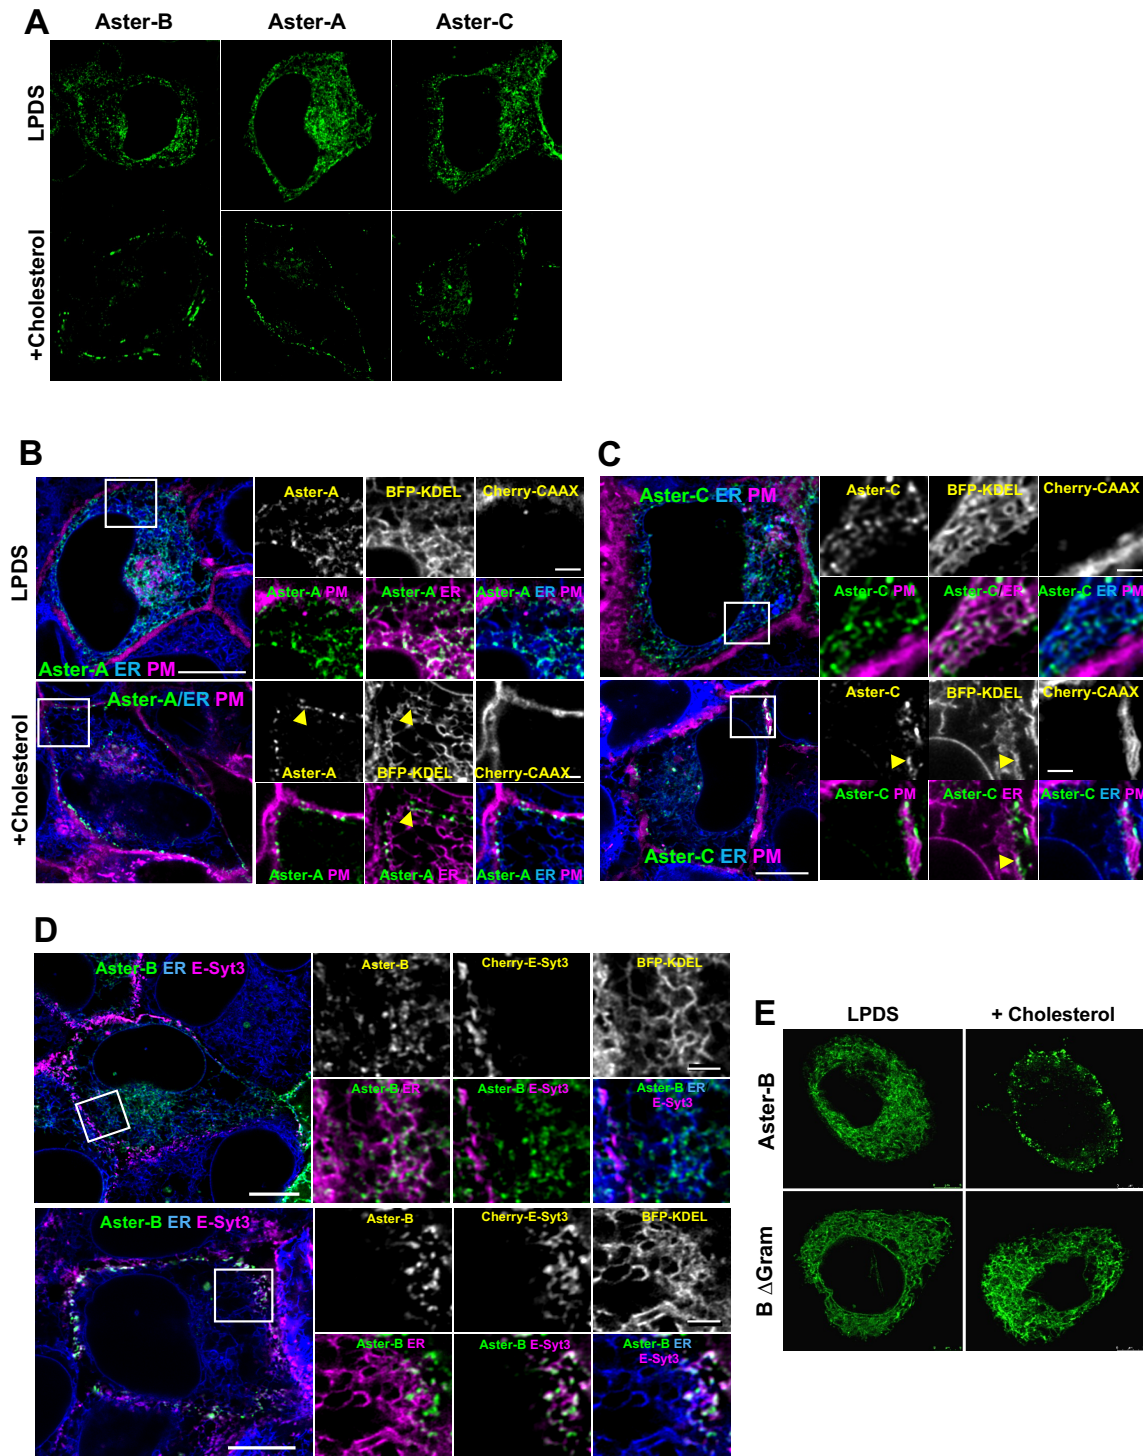 A
Aster-B Aster-A Aster-C
LPDS
+Cholesterol
B
LPDS
Aster-A BFP-KDEL Cherry-CAAX
Aster-A PM Aster-A ER Aster-A ER PM
Aster-A ER PM
+Cholesterol
Aster-A/ER PM
Aster-A BFP-KDEL Cherry-CAAX
Aster-A PM Aster-A ER Aster-A ER PM
C
Aster-C ER PM
Aster-C BFP-KDEL Cherry-CAAX
Aster-C PM Aster-C/ER Aster-C ER PM
Aster-C BFP-KDEL Cherry-CAAX
Aster-C PM Aster-C ER Aster-C ER PM
Aster-C ER PM
D
Aster-B ER E-Syt3
Aster-B Cherry-E-Syt3 BFP-KDEL
Aster-B ER Aster-B E-Syt3 Aster-B ER
E-Syt3
Aster-B ER E-Syt3
Aster-B Cherry-E-Syt3 BFP-KDEL
Aster-B ER Aster-B E-Syt3 Aster-B ER
E-Syt3
E
LPDS + Cholesterol
Aster-B
B ΔGram